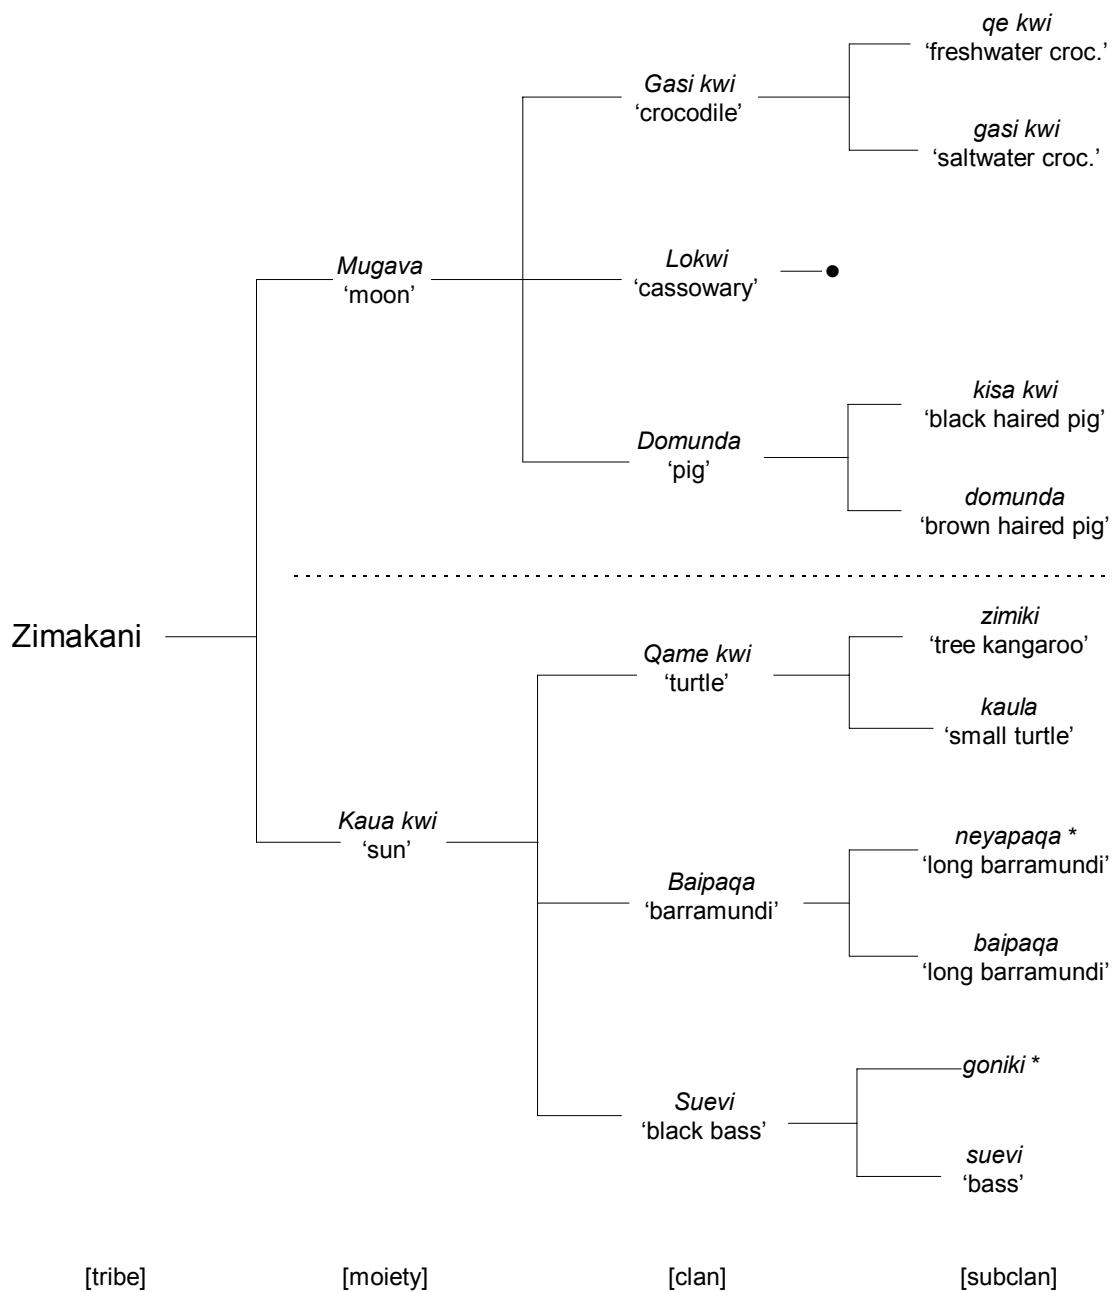 qe kwi
‘freshwater croc.’
Gasi kwi
‘crocodile’
gasi kwi
‘saltwater croc.’
Mugava
‘moon’
Lokwi
‘cassowary’
kisa kwi
‘black haired pig’
Domunda
‘pig’
domunda
‘brown haired pig’
Zimakani
zimiki
‘tree kangaroo’
Qame kwi
‘turtle’
kaula
‘small turtle’
Kaua kwi
‘sun’
neyapaqa *
‘long barramundi’
Baipaqa
‘barramundi’
baipaqa
‘long barramundi’
goniki *
Suevi
‘black bass’
suevi
‘bass’
[tribe] [moiety] [clan] [subclan]